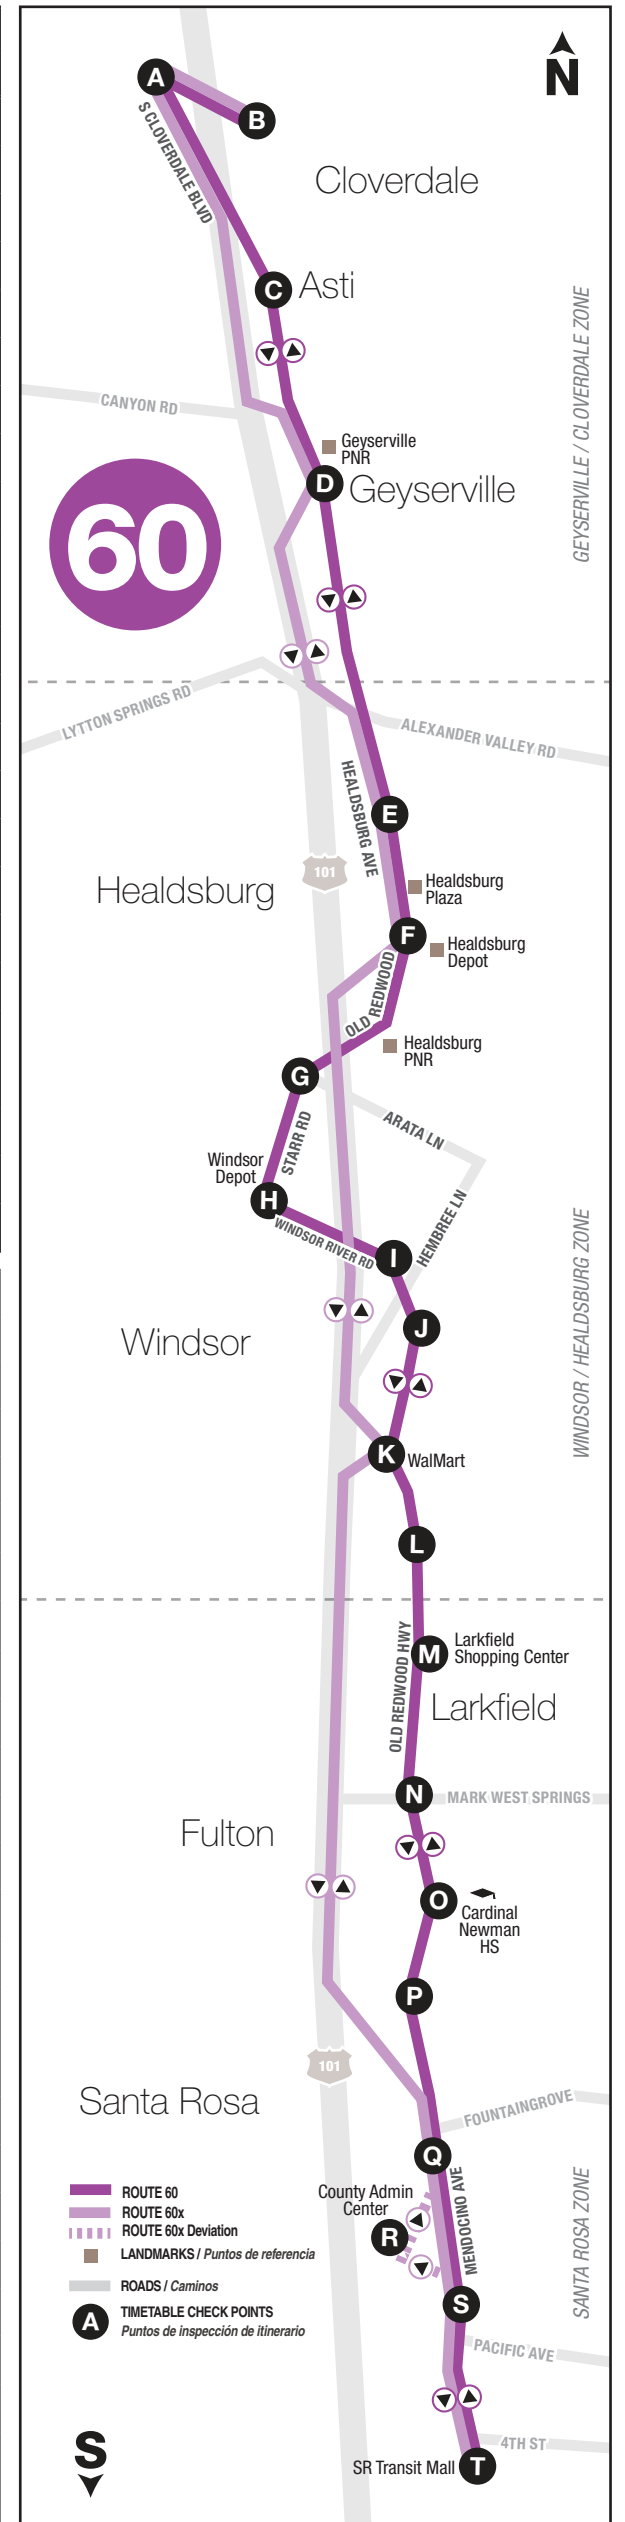 N
A
B
S CLOVERDALE BLVD
Cloverdale
C
Asti
GEYSERVILLE / CLOVERDALE ZONE
CANYON RD
Geyserville
PNR
D
Geyserville
60
LYTTON SPRINGS RD
ALEXANDER VALLEY RD
HEALDSBURG AVE
E
101
Healdsburg
Healdsburg
Plaza
F
Healdsburg
Depot
OLD REDWOOD
Healdsburg
PNR
G
ARATA LN
STARR RD
Windsor
Depot
H
HEMBREE LN
WINDSOR RIVER RD
I
WINDSOR / HEALDSBURG ZONE
J
Windsor
K
WalMart
L
OLD REDWOOD HWY
M
Larkfield
Shopping Center
Larkfield
N
MARK WEST SPRINGS
Fulton
O
Cardinal
Newman
HS
P
101
Santa Rosa
FOUNTAINGROVE
Q
County Admin
Center
R
MENDOCINO AVE
SANTA ROSA ZONE
ROUTE 60
ROUTE 60x
ROUTE 60x Deviation
LANDMARKS / Puntos de referencia
ROADS / Caminos
A
TIMETABLE CHECK POINTS
Puntos de inspección de itinerario
S
PACIFIC AVE
4TH ST
SR Transit Mall
T
S